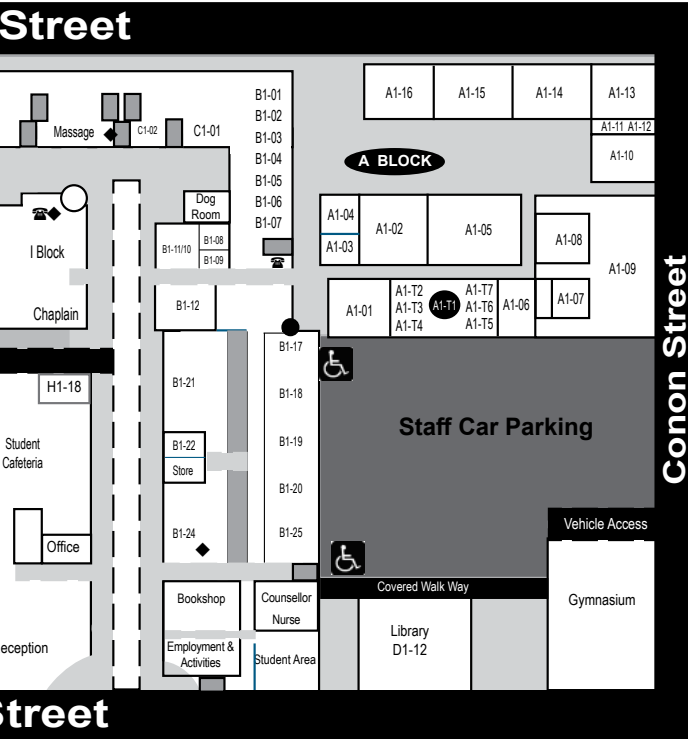 Street
B1-01
B1-02
B1-03
B1-04
B1-05
B1-06
B1-07
Massage
C1-02
C1-01
A1-16
A1-15
A1-14
A1-13
A1-11 A1-12
A1-10
A BLOCK
Dog
Room
B1-11/10
B1-08
B1-09
A1-04
A1-03
A1-02
A1-05
A1-08
A1-09
I Block
Chaplain
B1-12
A1-01
A1-T2
A1-T3
A1-T4
A1-T1
A1-T7
A1-T6
A1-T5
A1-06
A1-07
Conon Street
B1-17
B1-18
B1-19
B1-20
B1-25
B1-21
B1-22
Store
B1-24
H1-18
Student
Cafeteria
Office
Staff Car Parking
Vehicle Access
Covered Walk Way
Gymnasium
Library
D1-12
Bookshop
Counsellor
Nurse
Employment &
Activities
Student Area
eception
Street